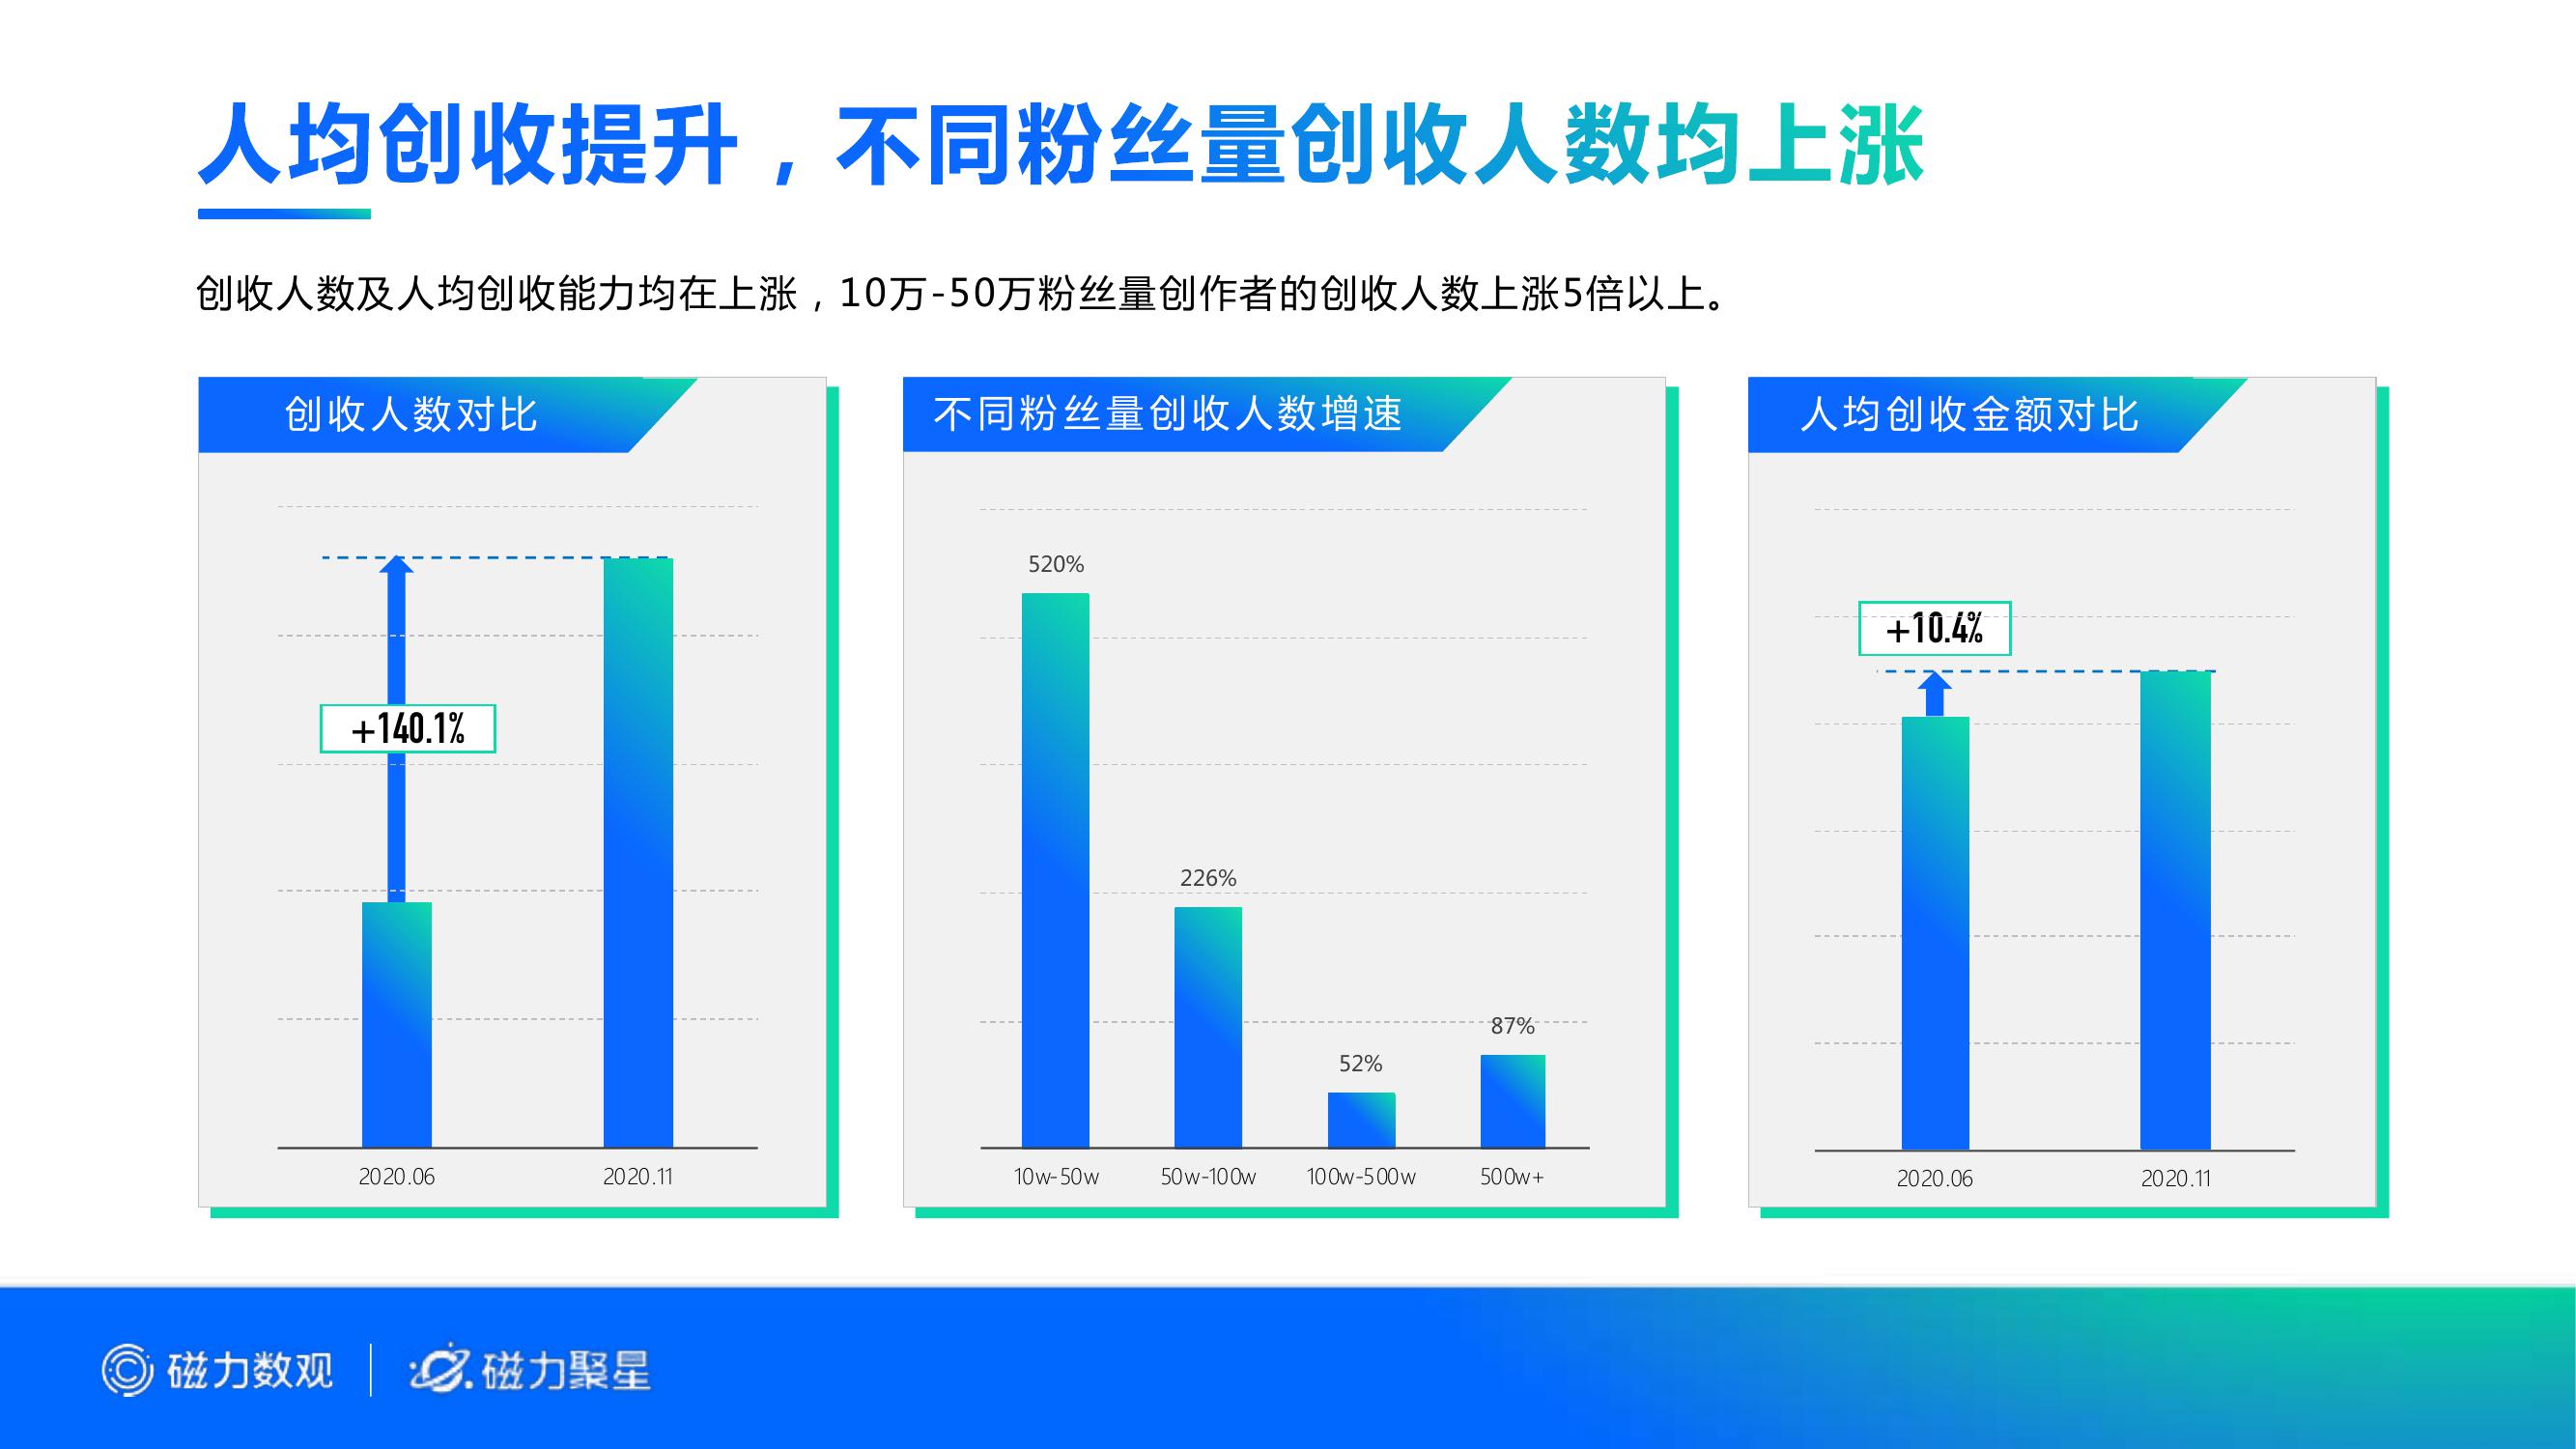 人均创收提升，不同粉丝量创收人数均上涨
创收人数及人均创收能力均在上涨，10万-50万粉丝量创作者的创收人数上涨5倍以上。
创收人数对比
+140.1%
2020.06
2020.11
不同粉丝量创收人数增速
520%
226%
52%
87%
10w-50w
50w-100w
100w-500w
500w+
人均创收金额对比
+10.4%
2020.06
2020.11
磁力数观
磁力聚星